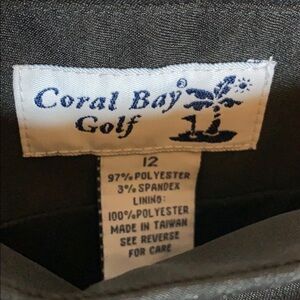 Coral Bay®
Golf
12
97% POLYESTER
3% SPANDEX
LINING:
100% POLYESTER
MADE IN TAIWAN
SEE REVERSE
FOR CARE